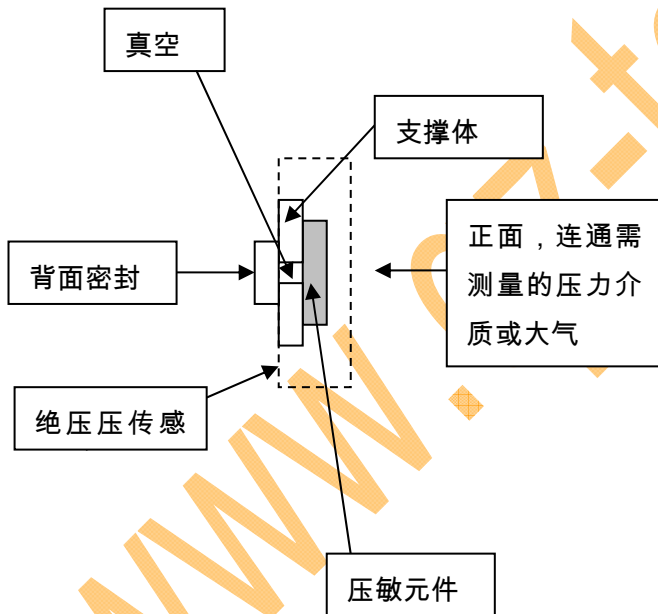 真空
支撑体
正面，连通需
测量的压力介
质或大气
背面密封
绝压压传感
压敏元件